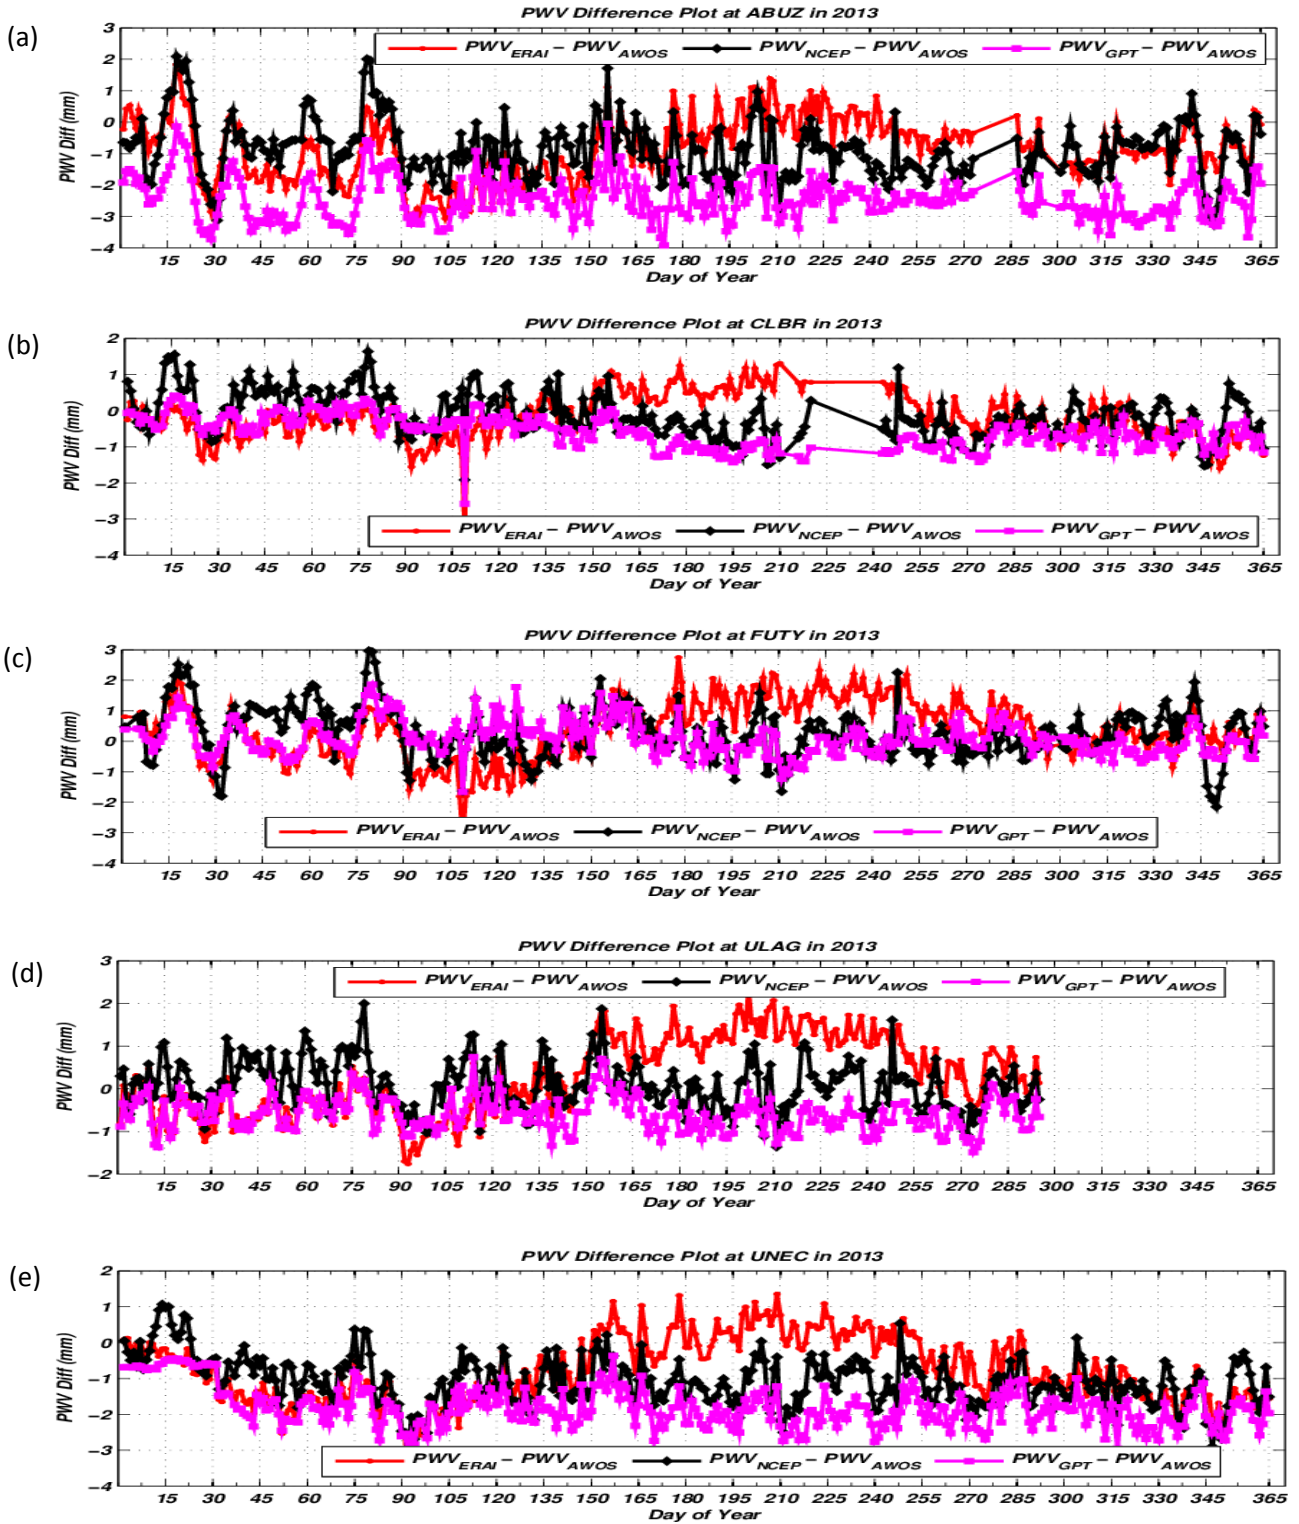 (a)
PWV Difference Plot at ABUZ in 2013
PWV_ERAI − PWV_AWOS PWV_NCEP − PWV_AWOS PWV_GPT − PWV_AWOS
PWV Diff (mm)
3
2
1
0
−1
−2
−3
−4
15 30 45 60 75 90 105 120 135 150 165 180 195 210 225 240 255 270 285 300 315 330 345 365
Day of Year
(b)
PWV Difference Plot at CLBR in 2013
PWV Diff (mm)
2
1
0
−1
−2
−3
−4
PWV_ERAI − PWV_AWOS PWV_NCEP − PWV_AWOS PWV_GPT − PWV_AWOS
15 30 45 60 75 90 105 120 135 150 165 180 195 210 225 240 255 270 285 300 315 330 345 365
Day of Year
(c)
PWV Difference Plot at FUTY in 2013
PWV Diff (mm)
3
2
1
0
−1
−2
−3
−4
PWV_ERAI − PWV_AWOS PWV_NCEP − PWV_AWOS PWV_GPT − PWV_AWOS
15 30 45 60 75 90 105 120 135 150 165 180 195 210 225 240 255 270 285 300 315 330 345 365
Day of Year
(d)
PWV Difference Plot at ULAG in 2013
PWV_ERAI − PWV_AWOS PWV_NCEP − PWV_AWOS PWV_GPT − PWV_AWOS
PWV Diff (mm)
3
2
1
0
−1
−2
15 30 45 60 75 90 105 120 135 150 165 180 195 210 225 240 255 270 285 300 315 330 345 365
Day of Year
(e)
PWV Difference Plot at UNEC in 2013
PWV Diff (mm)
2
1
0
−1
−2
−3
−4
PWV_ERAI − PWV_AWOS PWV_NCEP − PWV_AWOS PWV_GPT − PWV_AWOS
15 30 45 60 75 90 105 120 135 150 165 180 195 210 225 240 255 270 285 300 315 330 345 365
Day of Year